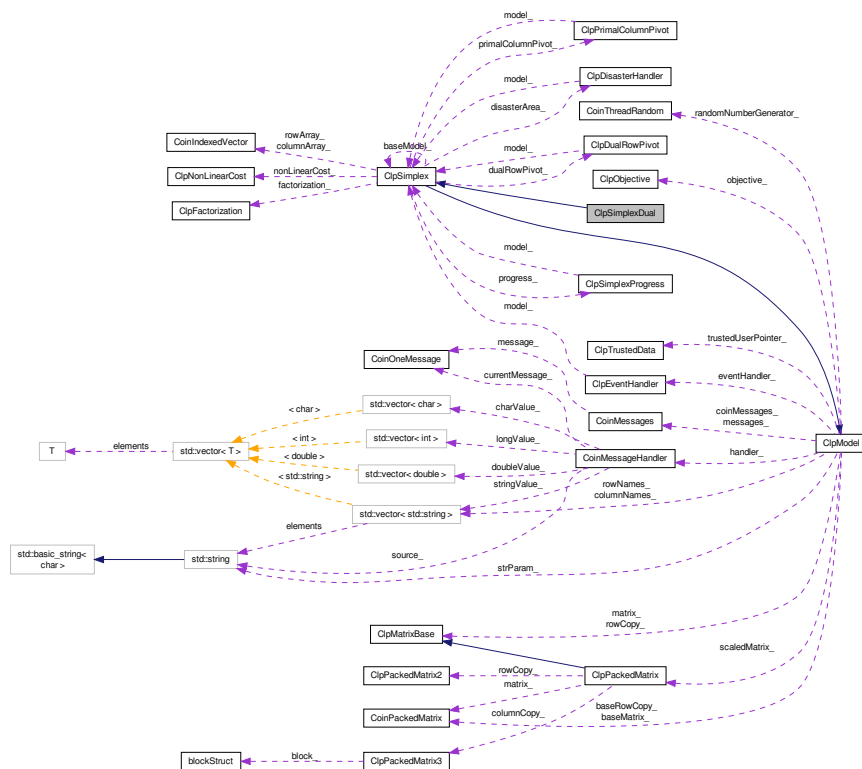 model_
ClpPrimalColumnPivot
primalColumnPivot_
model_
ClpDisasterHandler
disasterArea_
CoinThreadRandom
randomNumberGenerator_
CoinIndexedVector
rowArray_
columnArray_
baseModel_
model_
ClpDualRowPivot
ClpNonLinearCost
nonLinearCost_
ClpSimplex
dualRowPivot_
ClpObjective
objective_
factorization_
ClpFactorization
ClpSimplexDual
model_
progress_
ClpSimplexProgress
model_
CoinOneMessage
message_
ClpTrustedData
trustedUserPointer_
currentMessage_
ClpEventHandler
eventHandler_
std::vector< char >
charValue_
CoinMessages
coinMessages_
messages_
< char >
T
elements
std::vector< T >
< int >
std::vector< int >
longValue_
CoinMessageHandler
handler_
ClpModel
< double >
std::vector< double >
doubleValue_
< std::string >
stringValue_
rowNames_
columnNames_
std::vector< std::string >
elements
std::basic_string<
char >
std::string
source_
strParam_
ClpMatrixBase
matrix_
rowCopy_
scaledMatrix_
ClpPackedMatrix2
rowCopy_
ClpPackedMatrix
matrix_
CoinPackedMatrix
columnCopy_
baseRowCopy_
baseMatrix_
blockStruct
block_
ClpPackedMatrix3